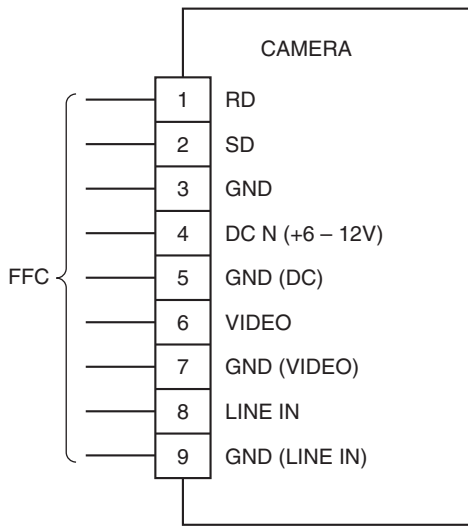 CAMERA
1 RD
2 SD
3 GND
4 DC N (+6 – 12V)
FFC
5 GND (DC)
6 VIDEO
7 GND (VIDEO)
8 LINE IN
9 GND (LINE IN)